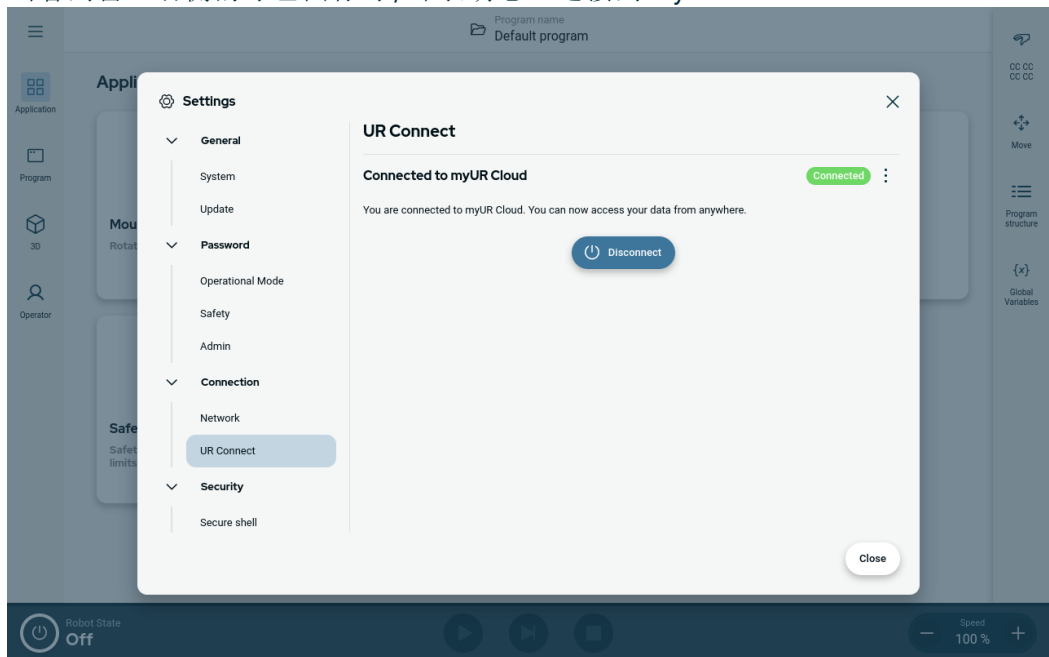 Program name
Default program
CC CC
CC CC
Appli
Settings
Application
UR Connect
General
Move
Connected to myUR Cloud
Connected
System
Program
You are connected to myUR Cloud. You can now access your data from anywhere.
Update
Program
structure
Mou
Rotat
Password
3D
Disconnect
{x}
Operational Mode
Global
Variables
Operator
Safety
Admin
Connection
Network
Safe
Safet
limits
UR Connect
Security
Secure shell
Close
Robot State
Off
Speed
100 %